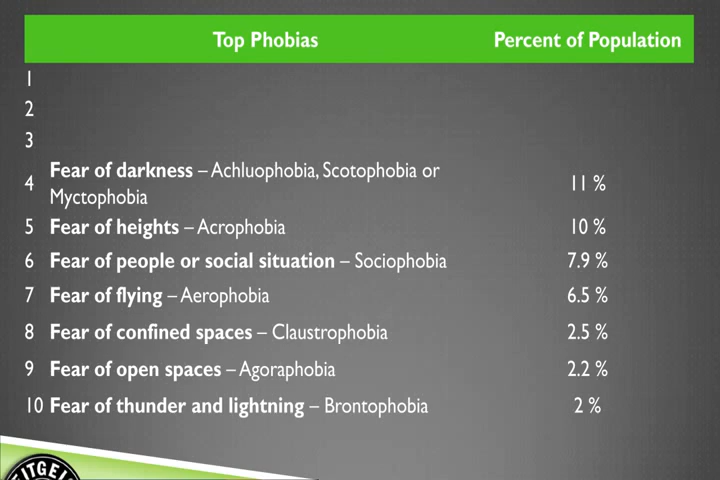 Top Phobias Percent of Population
1
2
3
4 Fear of darkness – Achluophobia, Scotophobia or
Myctophobia 11 %
5 Fear of heights – Acrophobia 10 %
6 Fear of people or social situation – Sociophobia 7.9 %
7 Fear of flying – Aerophobia 6.5 %
8 Fear of confined spaces – Claustrophobia 2.5 %
9 Fear of open spaces – Agoraphobia 2.2 %
10 Fear of thunder and lightning – Brontophobia 2 %